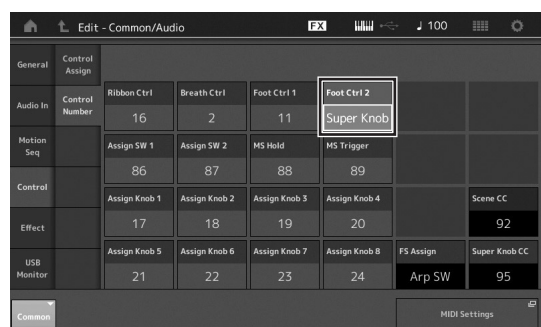 Edit - Common/Audio FX 100
General Control Assign
Audio In Control Number
Ribbon Ctrl Breath Ctrl Foot Ctrl 1 Foot Ctrl 2
16 2 11 Super Knob
Motion Seq
Assign SW 1 Assign SW 2 MS Hold MS Trigger
86 87 88 89
Control
Assign Knob 1 Assign Knob 2 Assign Knob 3 Assign Knob 4 Scene CC
17 18 19 20 92
Effect
Assign Knob 5 Assign Knob 6 Assign Knob 7 Assign Knob 8 FS Assign Super Knob CC
21 22 23 24 Arp SW 95
USB Monitor
Common MIDI Settings